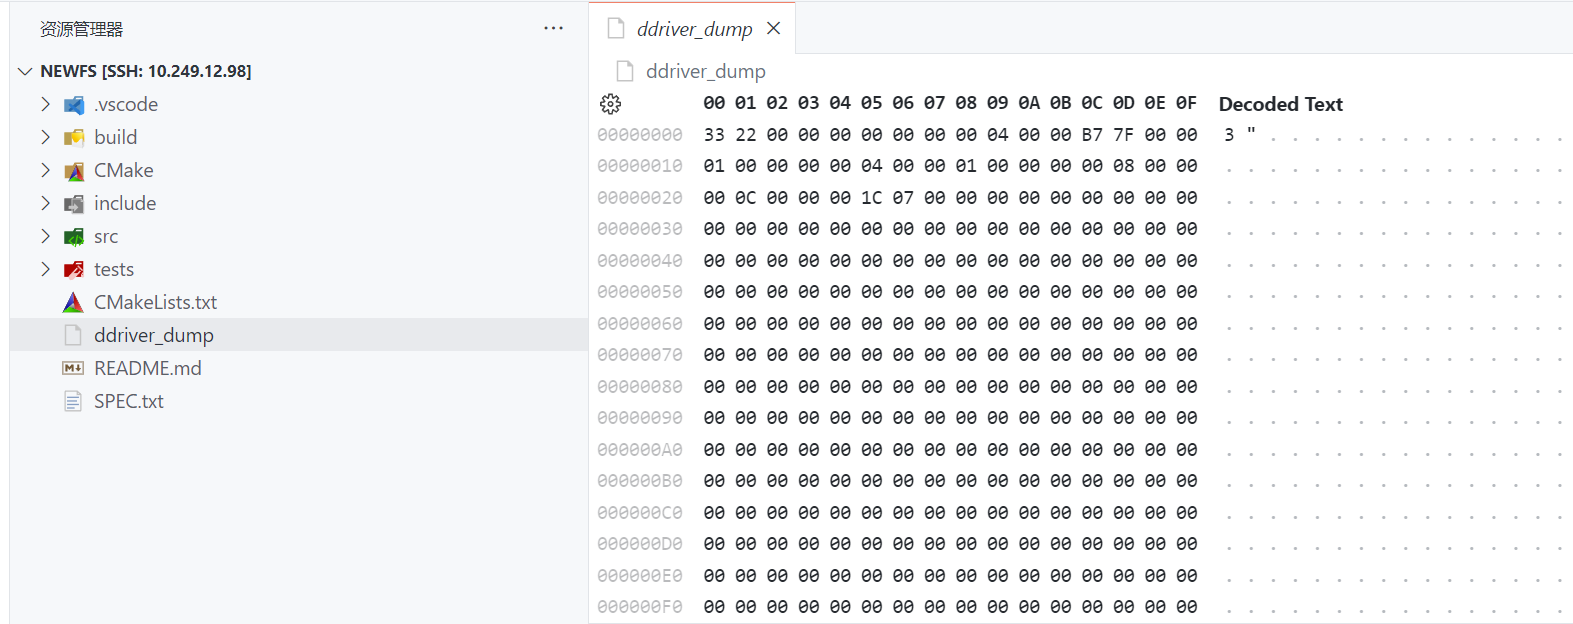 资源管理器
NEWFS [SSH: 10.249.12.98]
.vscode
build
CMake
include
src
tests
CMakeLists.txt
ddriver_dump
README.md
SPEC.txt
ddriver_dump
ddriver_dump
00 01 02 03 04 05 06 07 08 09 0A 0B 0C 0D 0E 0F Decoded Text
00000000 33 22 00 00 00 00 00 00 00 04 00 00 B7 7F 00 00 3 " . . . . . . . . . . . . . .
00000010 01 00 00 00 00 04 00 00 01 00 00 00 00 08 00 00 . . . . . . . . . . . . . . . .
00000020 00 0C 00 00 00 1C 07 00 00 00 00 00 00 00 00 00 . . . . . . . . . . . . . . . .
00000030 00 00 00 00 00 00 00 00 00 00 00 00 00 00 00 00 . . . . . . . . . . . . . . . .
00000040 00 00 00 00 00 00 00 00 00 00 00 00 00 00 00 00 . . . . . . . . . . . . . . . .
00000050 00 00 00 00 00 00 00 00 00 00 00 00 00 00 00 00 . . . . . . . . . . . . . . . .
00000060 00 00 00 00 00 00 00 00 00 00 00 00 00 00 00 00 . . . . . . . . . . . . . . . .
00000070 00 00 00 00 00 00 00 00 00 00 00 00 00 00 00 00 . . . . . . . . . . . . . . . .
00000080 00 00 00 00 00 00 00 00 00 00 00 00 00 00 00 00 . . . . . . . . . . . . . . . .
00000090 00 00 00 00 00 00 00 00 00 00 00 00 00 00 00 00 . . . . . . . . . . . . . . . .
000000A0 00 00 00 00 00 00 00 00 00 00 00 00 00 00 00 00 . . . . . . . . . . . . . . . .
000000B0 00 00 00 00 00 00 00 00 00 00 00 00 00 00 00 00 . . . . . . . . . . . . . . . .
000000C0 00 00 00 00 00 00 00 00 00 00 00 00 00 00 00 00 . . . . . . . . . . . . . . . .
000000D0 00 00 00 00 00 00 00 00 00 00 00 00 00 00 00 00 . . . . . . . . . . . . . . . .
000000E0 00 00 00 00 00 00 00 00 00 00 00 00 00 00 00 00 . . . . . . . . . . . . . . . .
000000F0 00 00 00 00 00 00 00 00 00 00 00 00 00 00 00 00 . . . . . . . . . . . . . . . .